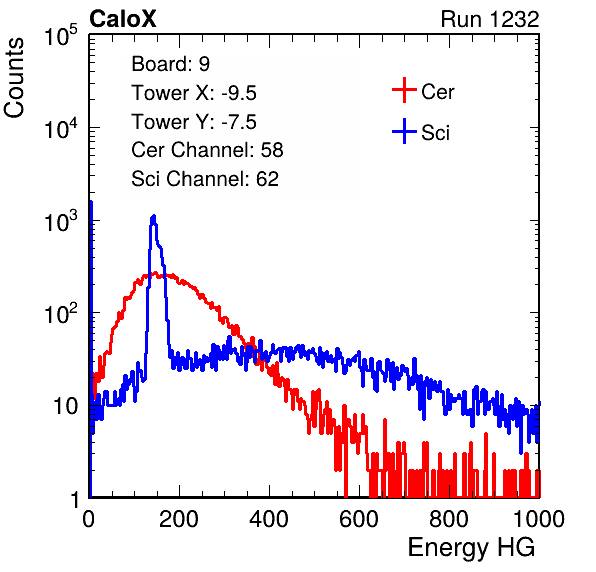 CaloX Run 1232
Counts
10^5
10^4
10^3
10^2
10
1
Board: 9
Tower X: -9.5
Tower Y: -7.5
Cer Channel: 58
Sci Channel: 62
Cer
Sci
0 200 400 600 800 1000
Energy HG